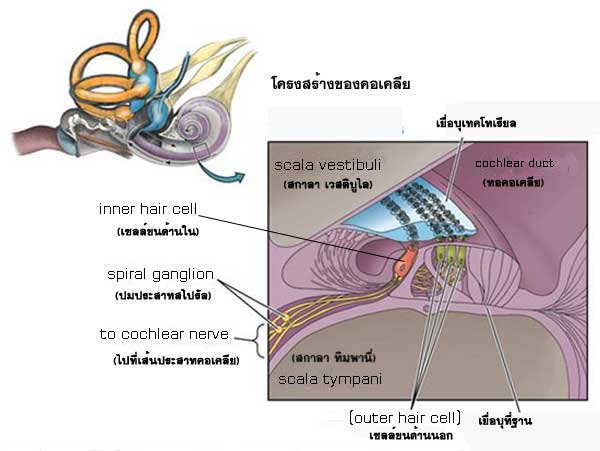 โครงสร้างของคอเคลีย
เยื่อบุเทคโทเรียล
scala vestibuli
(สกาลา เวสติบูไล)
cochlear duct
(ทอคอเคลีย)
inner hair cell
(เซลล์ขนด้านใน)
spiral ganglion
(ปมประสาทสไปรัล)
to cochlear nerve
(ไปที่เส้นประสาทคอเคลีย)
(สกาลา ทิมพานี่)
scala tympani
(outer hair cell)
เซลล์ขนด้านนอก
เยื่อบุที่ฐาน